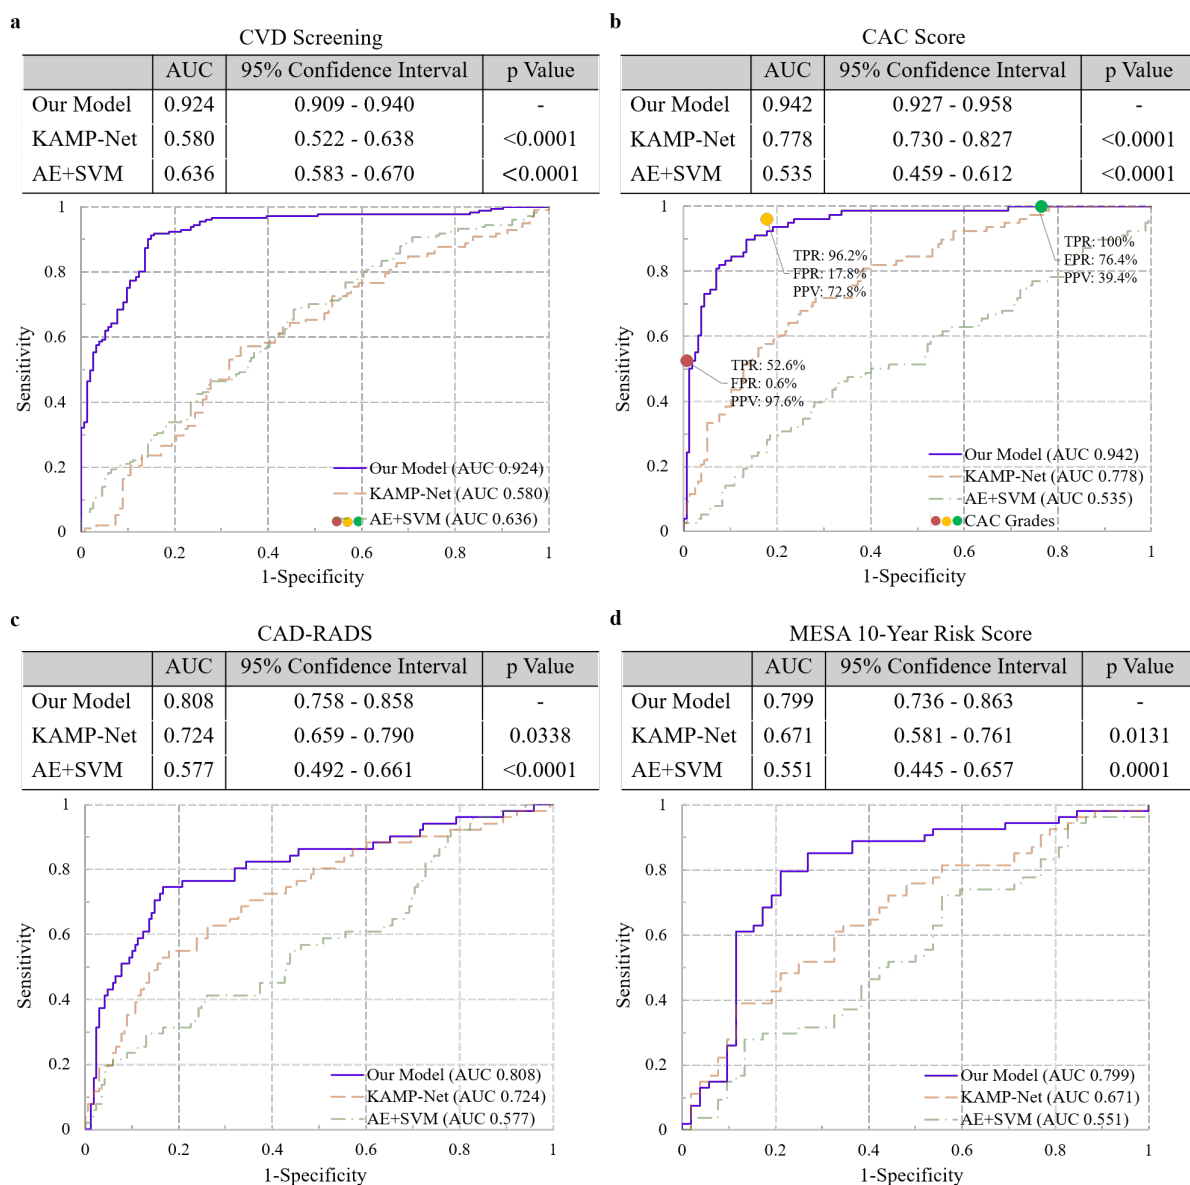 a
CVD Screening
AUC 95% Confidence Interval p Value
Our Model 0.924 0.909 - 0.940 -
KAMP-Net 0.580 0.522 - 0.638 <0.0001
AE+SVM 0.636 0.583 - 0.670 <0.0001
1
0.8
0.6
0.4
0.2
0
Sensitivity
Our Model (AUC 0.924)
KAMP-Net (AUC 0.580)
AE+SVM (AUC 0.636)
0 0.2 0.4 0.6 0.8 1
1-Specificity
b
CAC Score
AUC 95% Confidence Interval p Value
Our Model 0.942 0.927 - 0.958 -
KAMP-Net 0.778 0.730 - 0.827 <0.0001
AE+SVM 0.535 0.459 - 0.612 <0.0001
1
0.8
0.6
0.4
0.2
0
Sensitivity
TPR: 96.2%
FPR: 17.8%
PPV: 72.8%
TPR: 100%
FPR: 76.4%
PPV: 39.4%
TPR: 52.6%
FPR: 0.6%
PPV: 97.6%
Our Model (AUC 0.942)
KAMP-Net (AUC 0.778)
AE+SVM (AUC 0.535)
CAC Grades
0 0.2 0.4 0.6 0.8 1
1-Specificity
c
CAD-RADS
AUC 95% Confidence Interval p Value
Our Model 0.808 0.758 - 0.858 -
KAMP-Net 0.724 0.659 - 0.790 0.0338
AE+SVM 0.577 0.492 - 0.661 <0.0001
1
0.8
0.6
0.4
0.2
0
Sensitivity
Our Model (AUC 0.808)
KAMP-Net (AUC 0.724)
AE+SVM (AUC 0.577)
0 0.2 0.4 0.6 0.8 1
1-Specificity
d
MESA 10-Year Risk Score
AUC 95% Confidence Interval p Value
Our Model 0.799 0.736 - 0.863 -
KAMP-Net 0.671 0.581 - 0.761 0.0131
AE+SVM 0.551 0.445 - 0.657 0.0001
1
0.8
0.6
0.4
0.2
0
Sensitivity
Our Model (AUC 0.799)
KAMP-Net (AUC 0.671)
AE+SVM (AUC 0.551)
0 0.2 0.4 0.6 0.8 1
1-Specificity